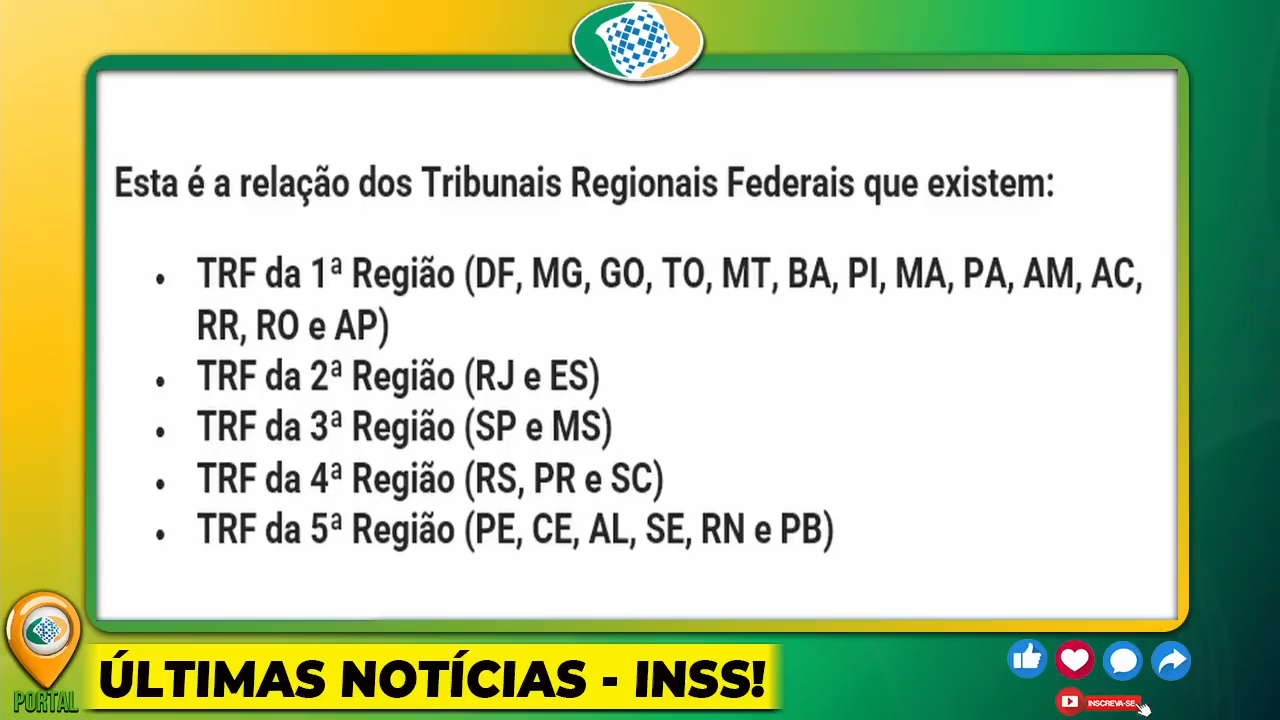 Esta é a relação dos Tribunais Regionais Federais que existem:
• TRF da 1ª Região (DF, MG, GO, TO, MT, BA, PI, MA, PA, AM, AC,
RR, RO e AP)
• TRF da 2ª Região (RJ e ES)
• TRF da 3ª Região (SP e MS)
• TRF da 4ª Região (RS, PR e SC)
• TRF da 5ª Região (PE, CE, AL, SE, RN e PB)
ÚLTIMAS NOTÍCIAS - INSS!
PORTAL
INSCREVA-SE